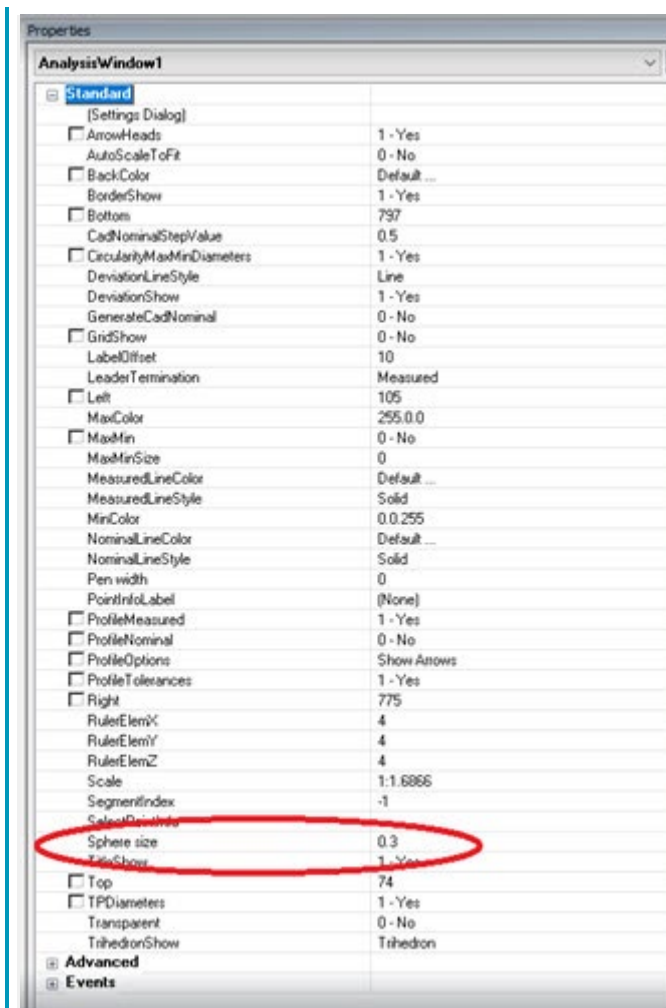 Properties
AnalysisWindow1
Standard
(Settings Dialog)
ArrowHeads 1 - Yes
AutoScaleToFit 0 - No
BackColor Default ...
BorderShow 1 - Yes
Bottom 797
CadNominalStepValue 0.5
CircularityMaxMinDiameters 1 - Yes
DeviationLineStyle Line
DeviationShow 1 - Yes
GenerateCadNominal 0 - No
GridShow 0 - No
LabelOffset 10
LeaderTermination Measured
Left 105
MaxColor 255.0.0
MaxMin 0 - No
MaxMinSize 0
MeasuredLineColor Default ...
MeasuredLineStyle Solid
MinColor 0.0.255
NominalLineColor Default ...
NominalLineStyle Solid
Pen width 0
PointInfoLabel (None)
ProfileMeasured 1 - Yes
ProfileNominal 0 - No
ProfileOptions Show Arrows
ProfileTolerances 1 - Yes
Right 775
RulerElemX 4
RulerElemY 4
RulerElemZ 4
Scale 1:1.6866
SegmentIndex -1
SelectPointInfo
Sphere size 0.3
TitleShow 1 - Yes
Top 74
TPDiameters 1 - Yes
Transparent 0 - No
TrihedronShow Trihedron
Advanced
Events